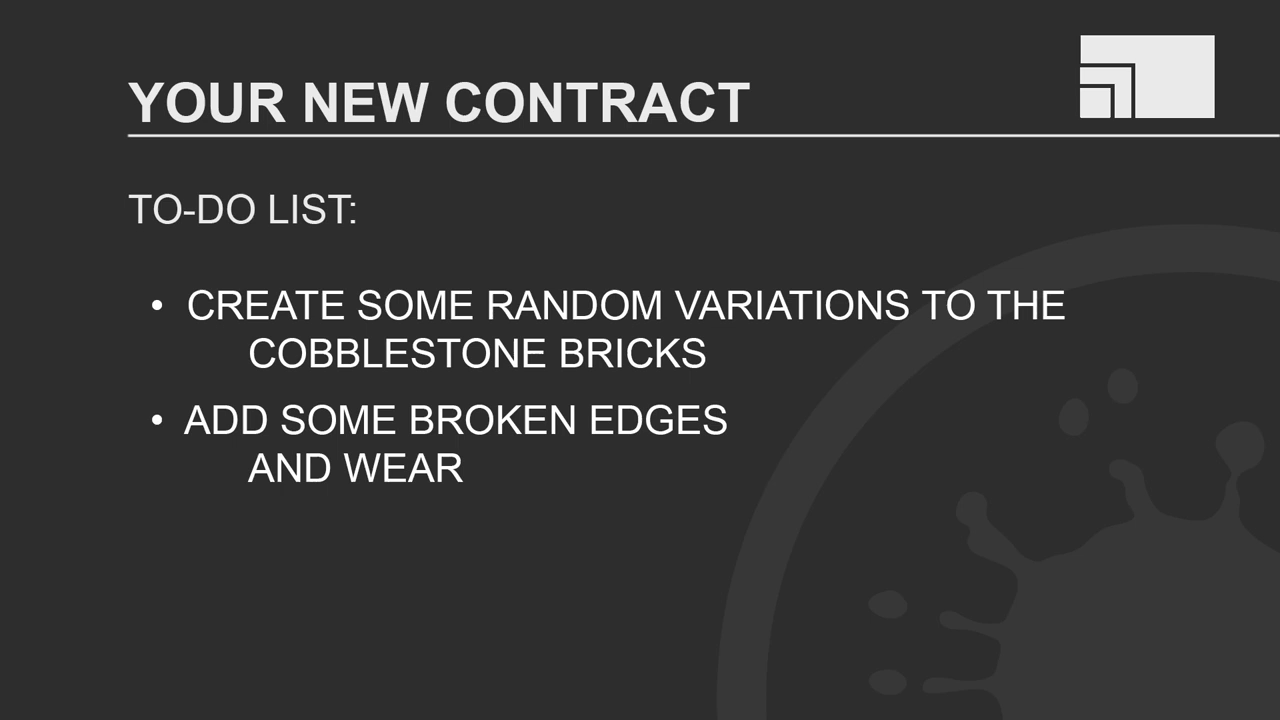 YOUR NEW CONTRACT
TO-DO LIST:
• CREATE SOME RANDOM VARIATIONS TO THE
COBBLESTONE BRICKS
• ADD SOME BROKEN EDGES
AND WEAR